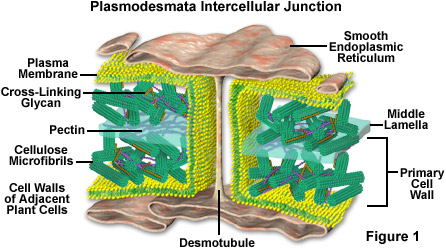 Plasmodesmata Intercellular Junction
Smooth
Endoplasmic
Reticulum
Plasma
Membrane
Cross-Linking
Glycan
Pectin
Cellulose
Microfibrils
Cell Walls
of Adjacent
Plant Cells
Middle
Lamella
Primary
Cell
Wall
Desmotubule
Figure 1